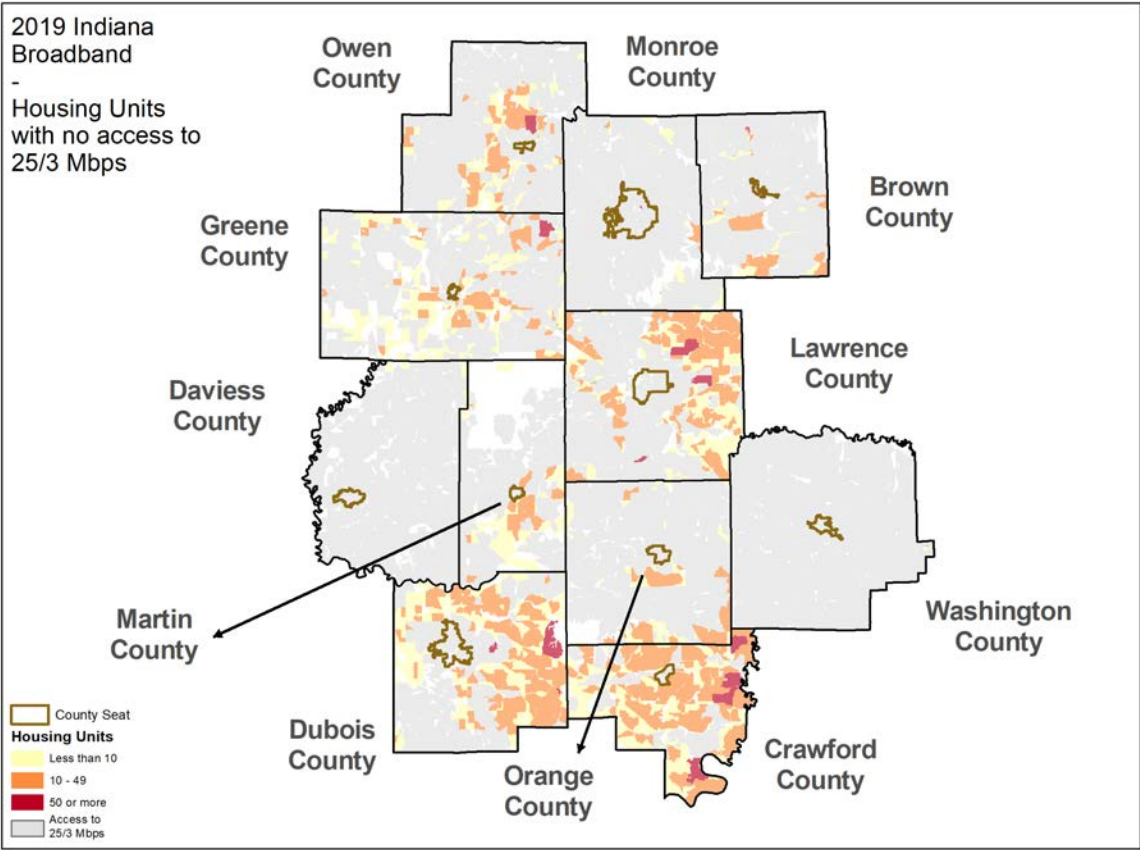 2019 Indiana
Broadband
-
Housing Units
with no access to
25/3 Mbps
Owen
County
Monroe
County
Brown
County
Greene
County
Lawrence
County
Daviess
County
Martin
County
Washington
County
Dubois
County
Orange
County
Crawford
County
County Seat
Housing Units
Less than 10
10 - 49
50 or more
Access to
25/3 Mbps